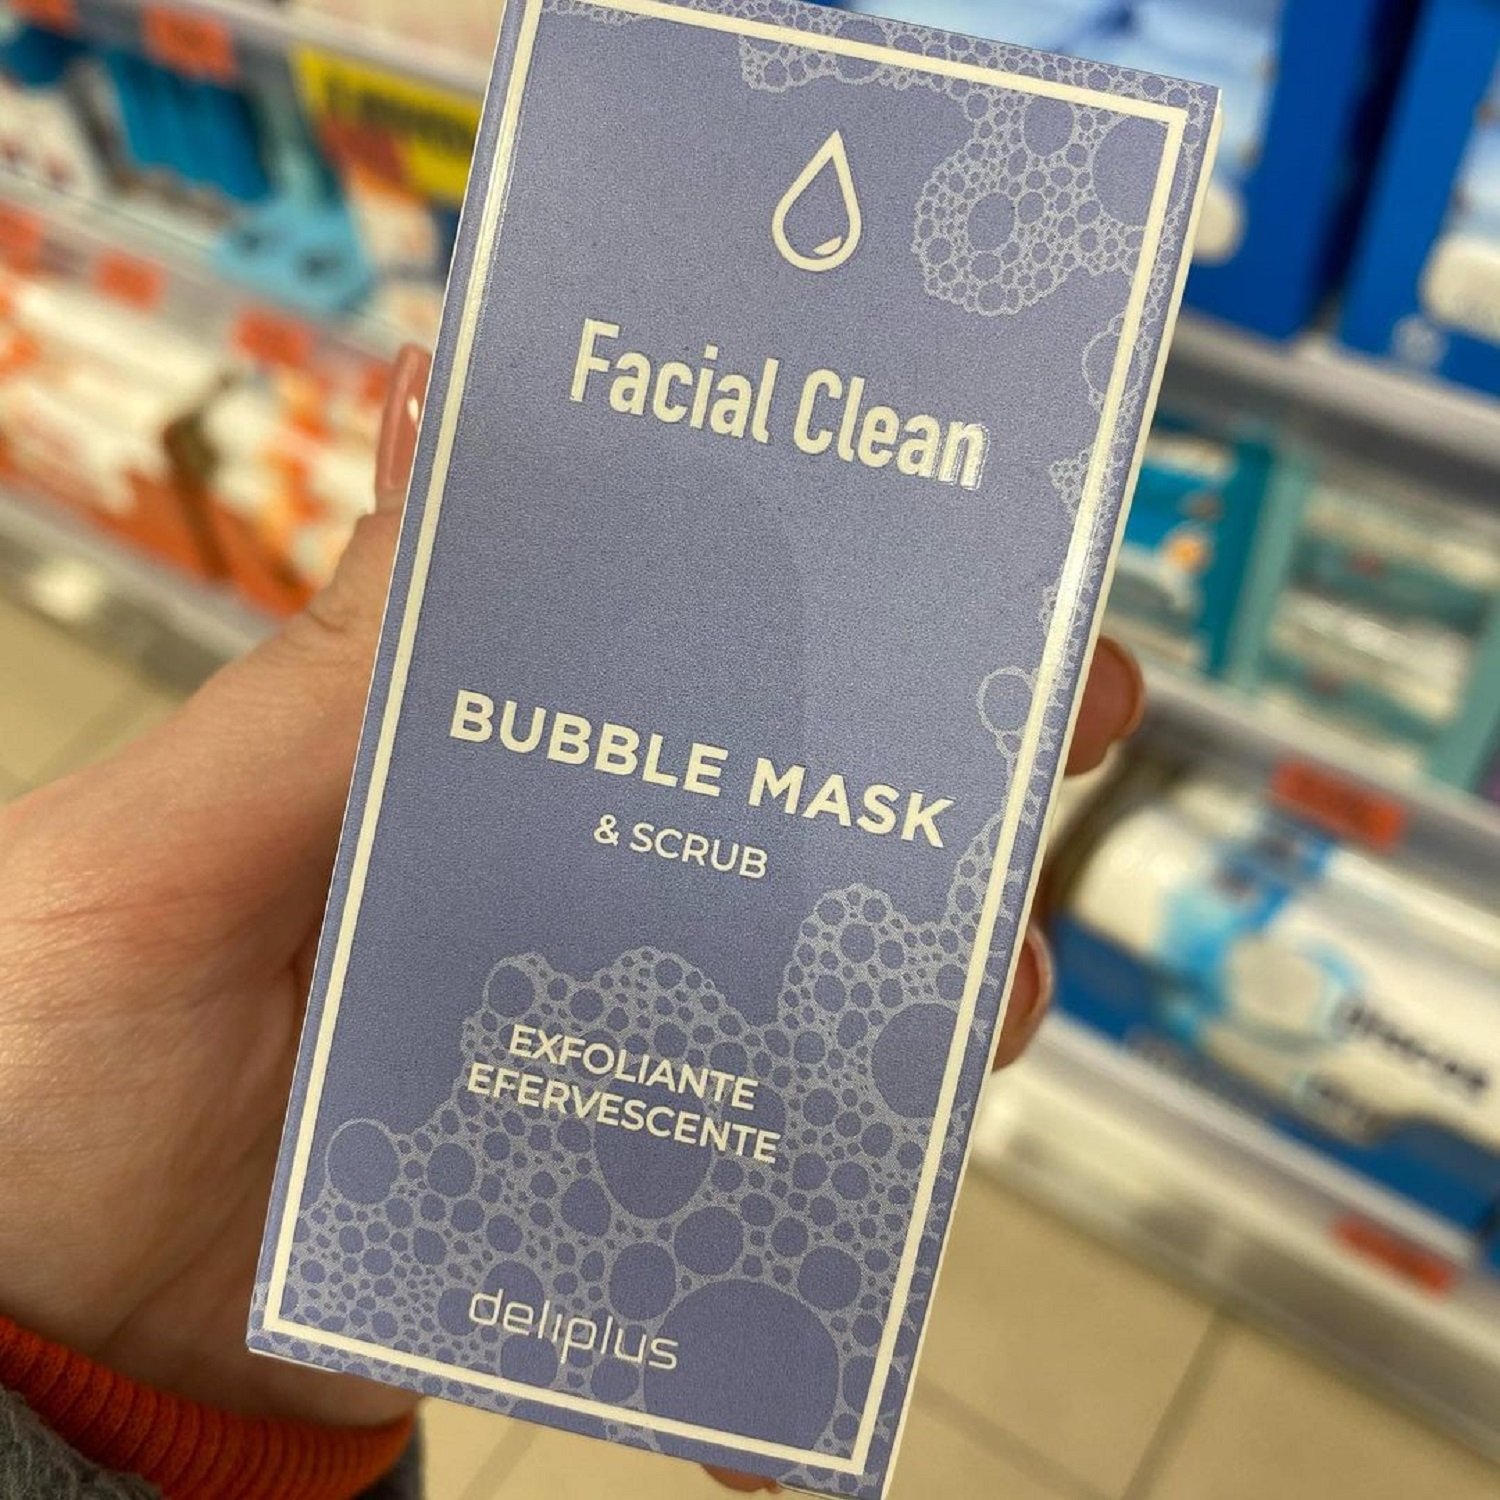 Facial Clean
BUBBLE MASK
& SCRUB
EXFOLIANTE
EFERVESCENTE
deliplus